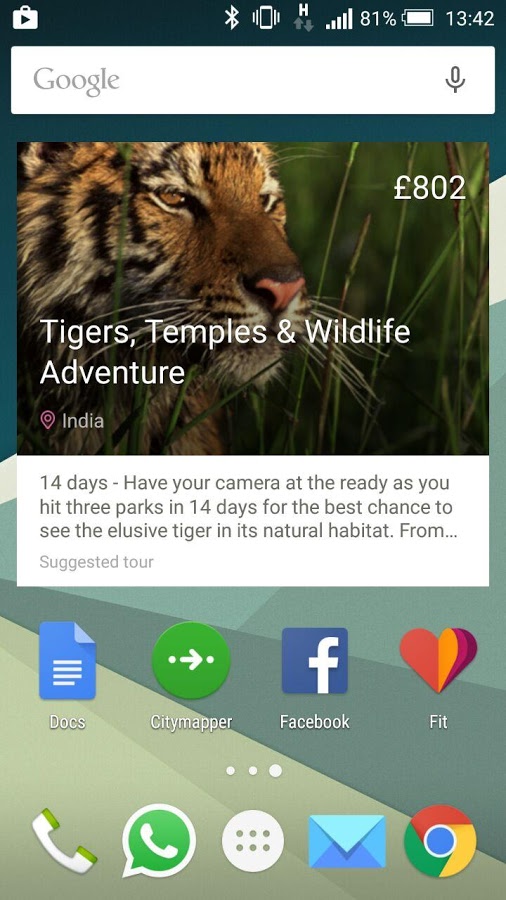 H
81%
13:42
Google
£802
Tigers, Temples & Wildlife
Adventure
India
14 days - Have your camera at the ready as you
hit three parks in 14 days for the best chance to
see the elusive tiger in its natural habitat. From...
Suggested tour
Docs
Citymapper
Facebook
Fit